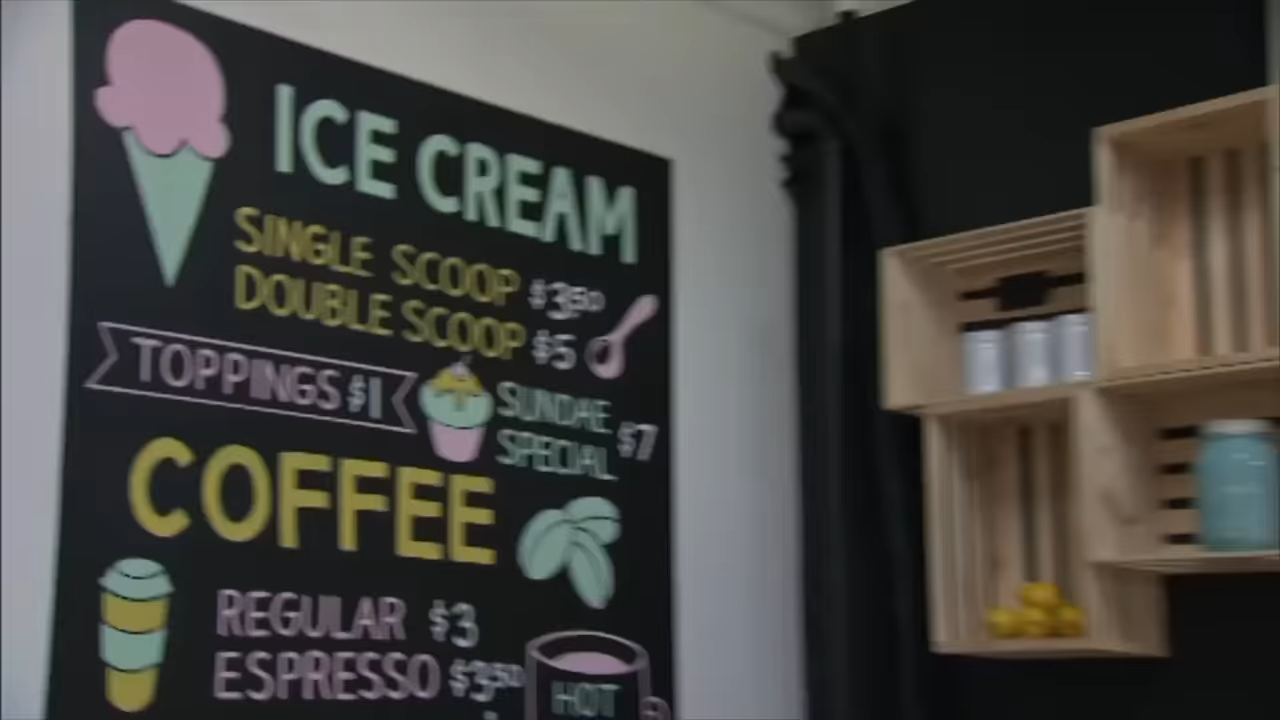 ICE CREAM
SINGLE SCOOP $3.50
DOUBLE SCOOP $5
TOPPINGS $1
SUNDAE
SPECIAL $7
COFFEE
REGULAR $3
ESPRESSO $3.50
HOT